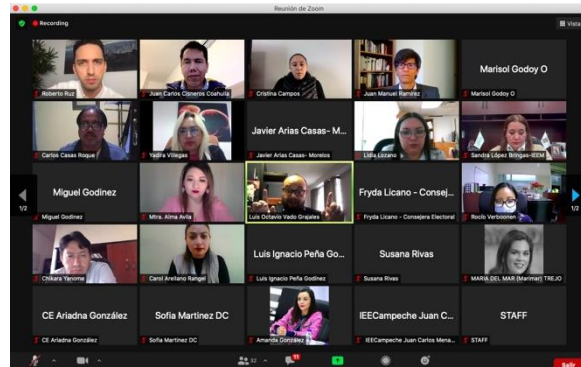 Reunión de Zoom
Recording
Vista
Roberto Ruz
Juan Carlos Cisneros Coahuila
Cristina Campos
Juan Manuel Ramírez
Marisol Godoy O
Marisol Godoy O
Carlos Casas Roque
Yadira Villegas
Javier Arias Casas- M...
Javier Arias Casas- Morelos
Lidia Lozano
Sandra López Bringas-IEEM
1/2
Miguel Godinez
Miguel Godinez
Mtra. Alma Avila
Luis Octavio Vado Grajales
Fryda Licano - Consej...
Fryda Licano - Consejera Electoral
Rocío Verboonen
1/2
Chikara Yanome
Carol Arellano Rangel
Luis Ignacio Peña Go...
Luis Ignacio Peña Godinez
Susana Rivas
Susana Rivas
MARIA DEL MAR (Marimar) TREJO
CE Ariadna González
CE Ariadna González
Sofia Martinez DC
Sofia Martinez DC
Amanda González
IEECampeche Juan C...
IEECampeche Juan Carlos Mena...
STAFF
STAFF
32
11
Salir